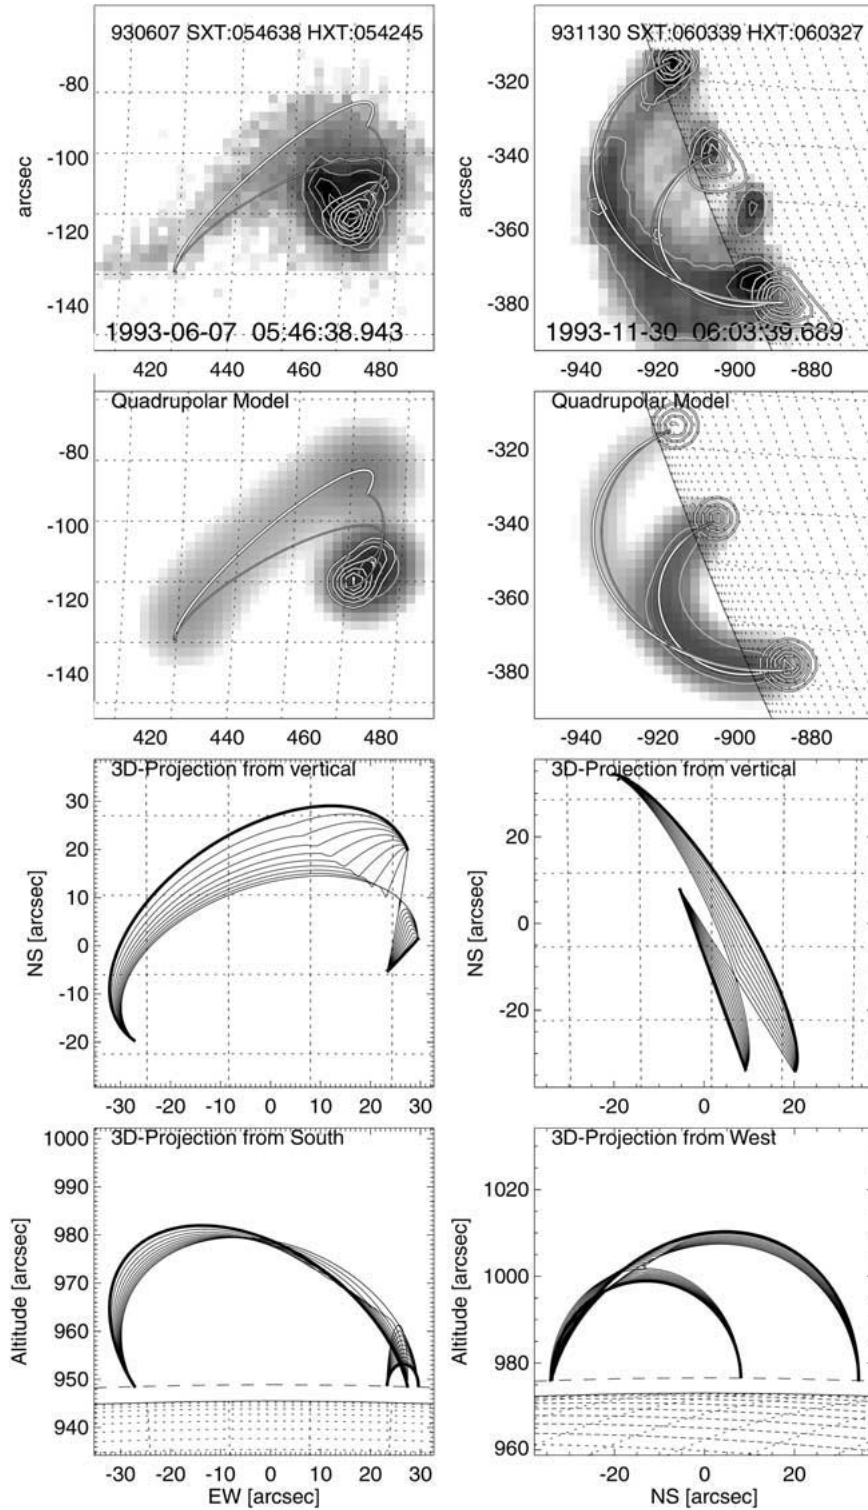 930607 SXT:054638 HXT:054245
931130 SXT:060339 HXT:060327
arcsec
-80
-100
-120
-140
arcsec
-320
-340
-360
-380
1993-06-07 05:46:38.943
1993-11-30 06:03:39.689
420 440 460 480
-940 -920 -900 -880
Quadrupolar Model
Quadrupolar Model
-80
-100
-120
-140
-320
-340
-360
-380
420 440 460 480
-940 -920 -900 -880
3D-Projection from vertical
3D-Projection from vertical
NS [arcsec]
30
20
10
0
-10
-20
NS [arcsec]
20
0
-20
-30 -20 -10 0 10 20 30
-20 0 20
3D-Projection from South
3D-Projection from West
Altitude [arcsec]
1000
990
980
970
960
950
940
Altitude [arcsec]
1020
1000
980
960
-30 -20 -10 0 10 20 30
-20 0 20
EW [arcsec]
NS [arcsec]